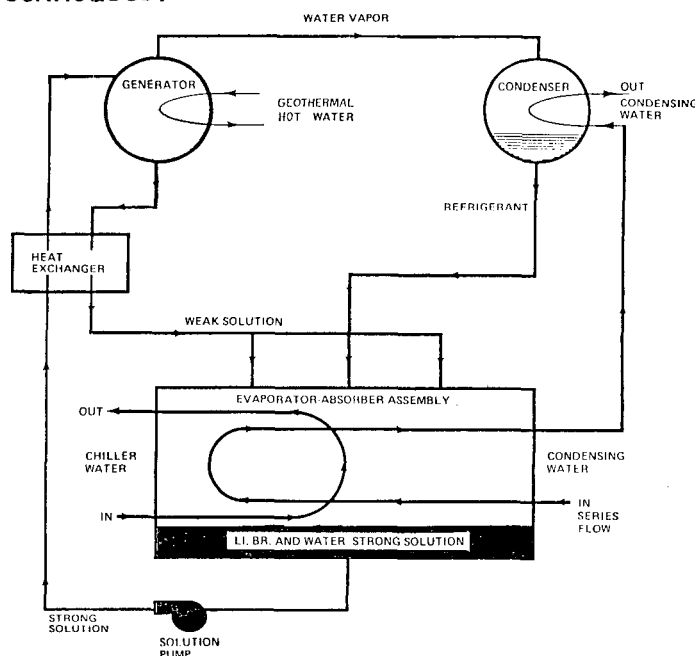 WATER VAPOR
GENERATOR
GEOTHERMAL
HOT WATER
CONDENSER
OUT
CONDENSING
WATER
REFRIGERANT
HEAT
EXCHANGER
WEAK SOLUTION
EVAPORATOR-ABSORBER ASSEMBLY
OUT
CHILLER
WATER
IN
CONDENSING
WATER
IN
SERIES
FLOW
LI. BR. AND WATER STRONG SOLUTION
STRONG
SOLUTION
SOLUTION
PUMP